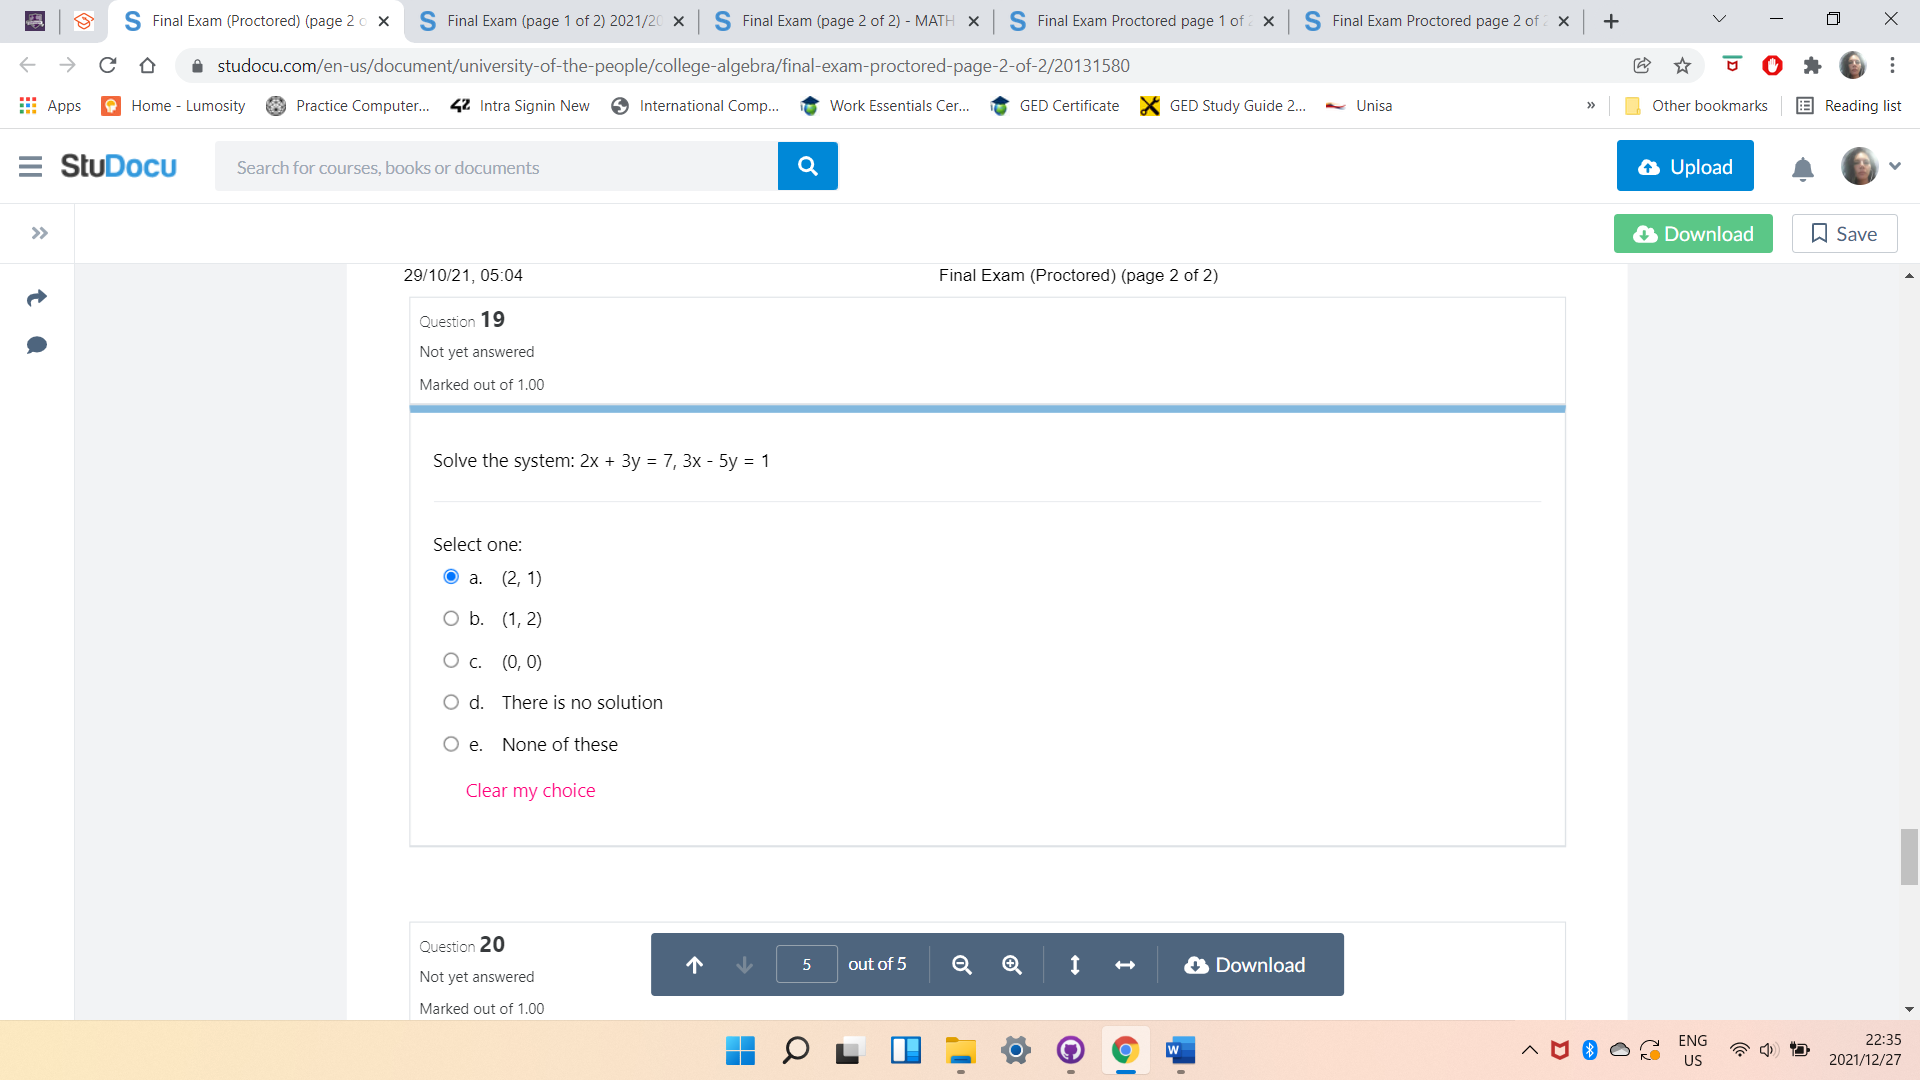 Final Exam (Proctored) (page 2 o
Final Exam (page 1 of 2) 2021/20
Final Exam (page 2 of 2) - MATH
Final Exam Proctored page 1 of 2
Final Exam Proctored page 2 of 2
studocu.com/en-us/document/university-of-the-people/college-algebra/final-exam-proctored-page-2-of-2/20131580
Apps
Home - Lumosity
Practice Computer...
Intra Signin New
International Comp...
Work Essentials Cer...
GED Certificate
GED Study Guide 2...
Unisa
»
Other bookmarks
Reading list
StuDocu
Search for courses, books or documents
Upload
Download
Save
29/10/21, 05:04
Final Exam (Proctored) (page 2 of 2)
Question 19
Not yet answered
Marked out of 1.00
Solve the system: 2x + 3y = 7, 3x - 5y = 1
Select one:
a. (2, 1)
b. (1, 2)
c. (0, 0)
d. There is no solution
e. None of these
Clear my choice
Question 20
Not yet answered
Marked out of 1.00
5 out of 5
Download
ENG
US
22:35
2021/12/27